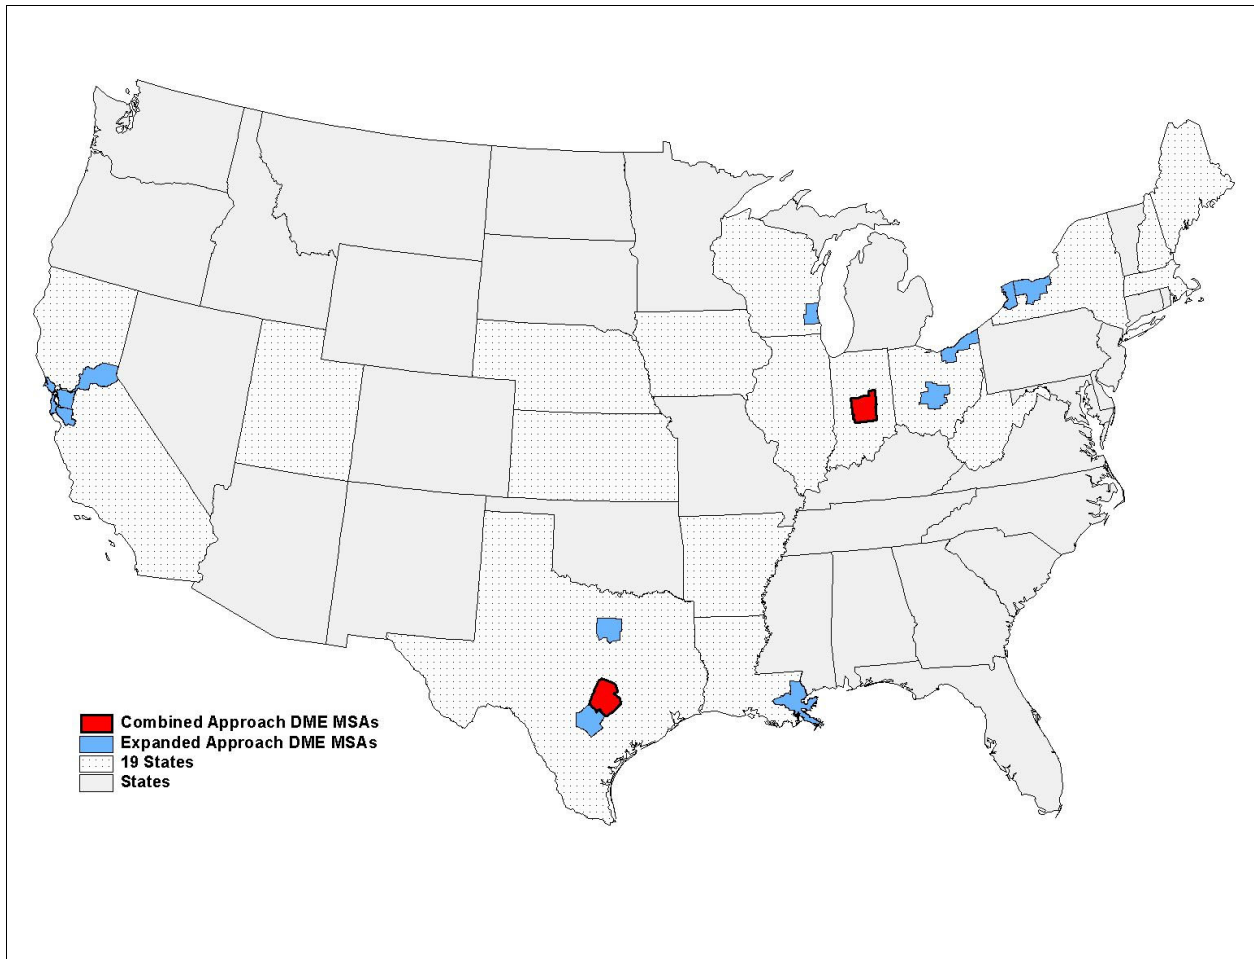 Combined Approach DME MSAs
Expanded Approach DME MSAs
19 States
States